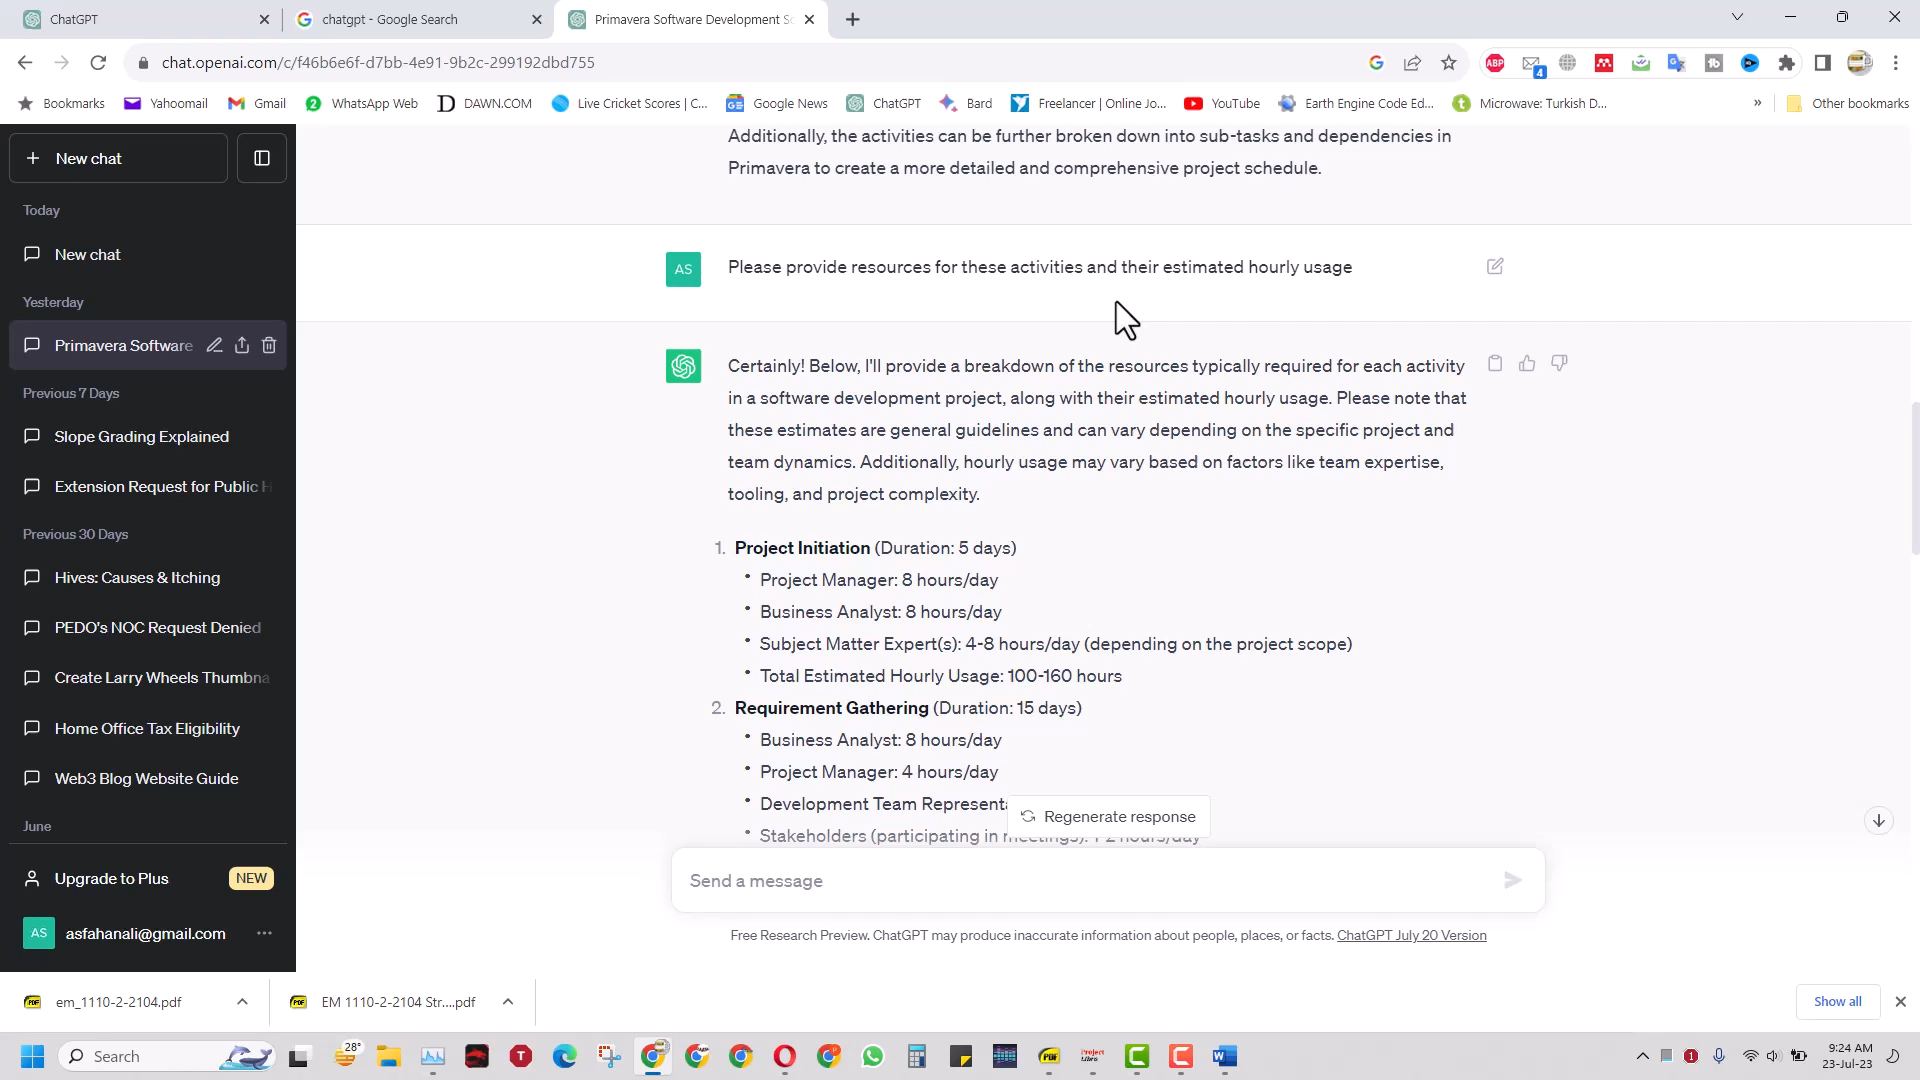 ChatGPT
chatgpt - Google Search
Primavera Software Development Sc
chat.openai.com/c/f46b6e6f-d7bb-4e91-9b2c-299192dbd755
ABP
4
Bookmarks
Yahoomail
Gmail
2
WhatsApp Web
D
DAWN.COM
Live Cricket Scores | C...
Google News
ChatGPT
Bard
Freelancer | Online Jo...
YouTube
Earth Engine Code Ed...
Microwave: Turkish D...
»
Other bookmarks
+ New chat
Today
New chat
Yesterday
Primavera Software
Previous 7 Days
Slope Grading Explained
Extension Request for Public H
Previous 30 Days
Hives: Causes & Itching
PEDO's NOC Request Denied
Create Larry Wheels Thumbna
Home Office Tax Eligibility
Web3 Blog Website Guide
June
Upgrade to Plus
NEW
AS
asfahanali@gmail.com
Additionally, the activities can be further broken down into sub-tasks and dependencies in
Primavera to create a more detailed and comprehensive project schedule.
AS
Please provide resources for these activities and their estimated hourly usage
Certainly! Below, I'll provide a breakdown of the resources typically required for each activity
in a software development project, along with their estimated hourly usage. Please note that
these estimates are general guidelines and can vary depending on the specific project and
team dynamics. Additionally, hourly usage may vary based on factors like team expertise,
tooling, and project complexity.
1. Project Initiation (Duration: 5 days)
• Project Manager: 8 hours/day
• Business Analyst: 8 hours/day
• Subject Matter Expert(s): 4-8 hours/day (depending on the project scope)
• Total Estimated Hourly Usage: 100-160 hours
2. Requirement Gathering (Duration: 15 days)
• Business Analyst: 8 hours/day
• Project Manager: 4 hours/day
• Development Team Representa
• Stakeholders (participating in meetings): 1-2 hours/day
Regenerate response
Send a message
Free Research Preview. ChatGPT may produce inaccurate information about people, places, or facts. ChatGPT July 20 Version
em_1110-2-2104.pdf
EM 1110-2-2104 Str....pdf
Show all
Search
28°
T
1
9:24 AM
23-Jul-23